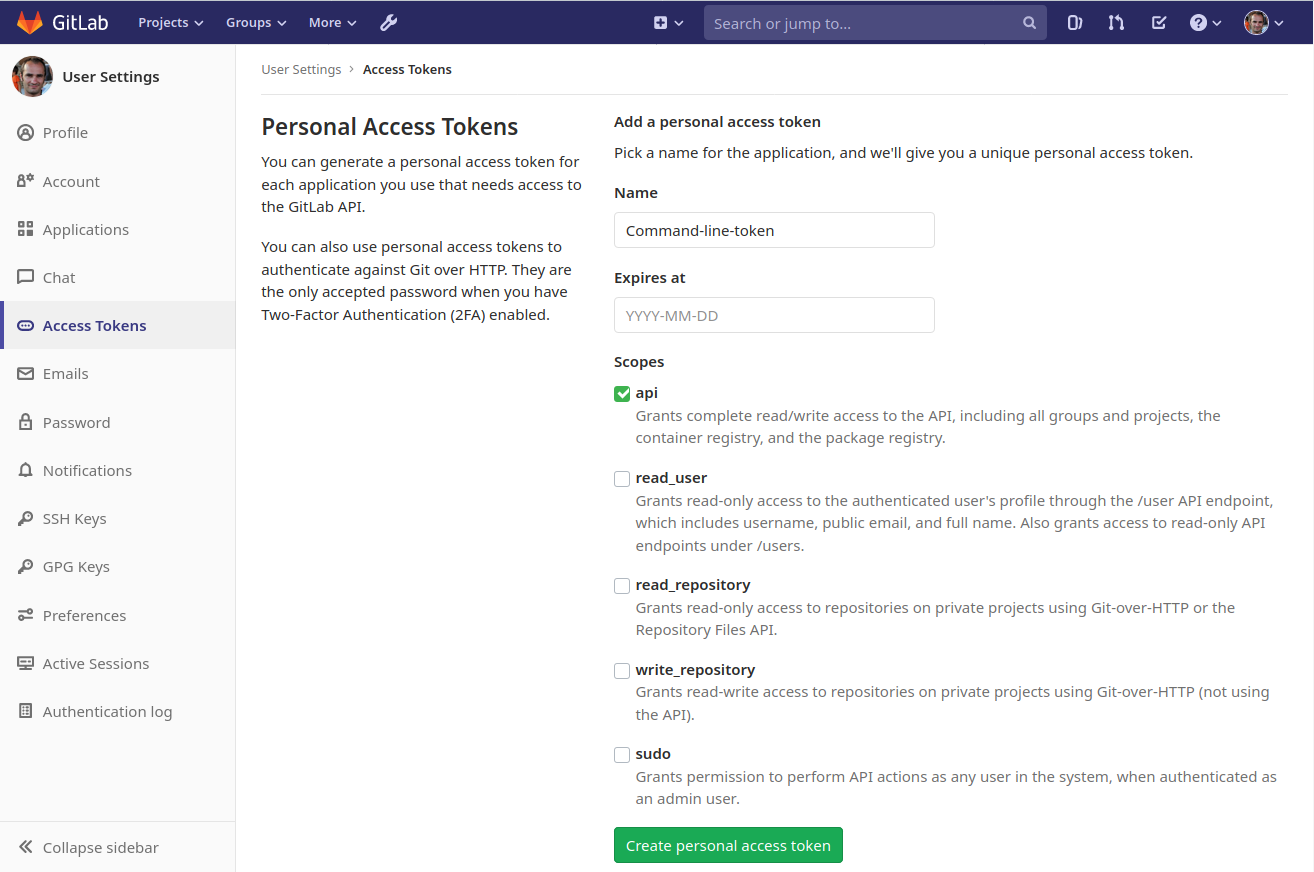 GitLab Projects Groups More Search or jump to...
User Settings
Profile
Account
Applications
Chat
Access Tokens
Emails
Password
Notifications
SSH Keys
GPG Keys
Preferences
Active Sessions
Authentication log
Collapse sidebar
User Settings > Access Tokens
Personal Access Tokens
You can generate a personal access token for
each application you use that needs access to
the GitLab API.
You can also use personal access tokens to
authenticate against Git over HTTP. They are
the only accepted password when you have
Two-Factor Authentication (2FA) enabled.
Add a personal access token
Pick a name for the application, and we'll give you a unique personal access token.
Name
Command-line-token
Expires at
YYYY-MM-DD
Scopes
api
Grants complete read/write access to the API, including all groups and projects, the
container registry, and the package registry.
read_user
Grants read-only access to the authenticated user's profile through the /user API endpoint,
which includes username, public email, and full name. Also grants access to read-only API
endpoints under /users.
read_repository
Grants read-only access to repositories on private projects using Git-over-HTTP or the
Repository Files API.
write_repository
Grants read-write access to repositories on private projects using Git-over-HTTP (not using
the API).
sudo
Grants permission to perform API actions as any user in the system, when authenticated as
an admin user.
Create personal access token